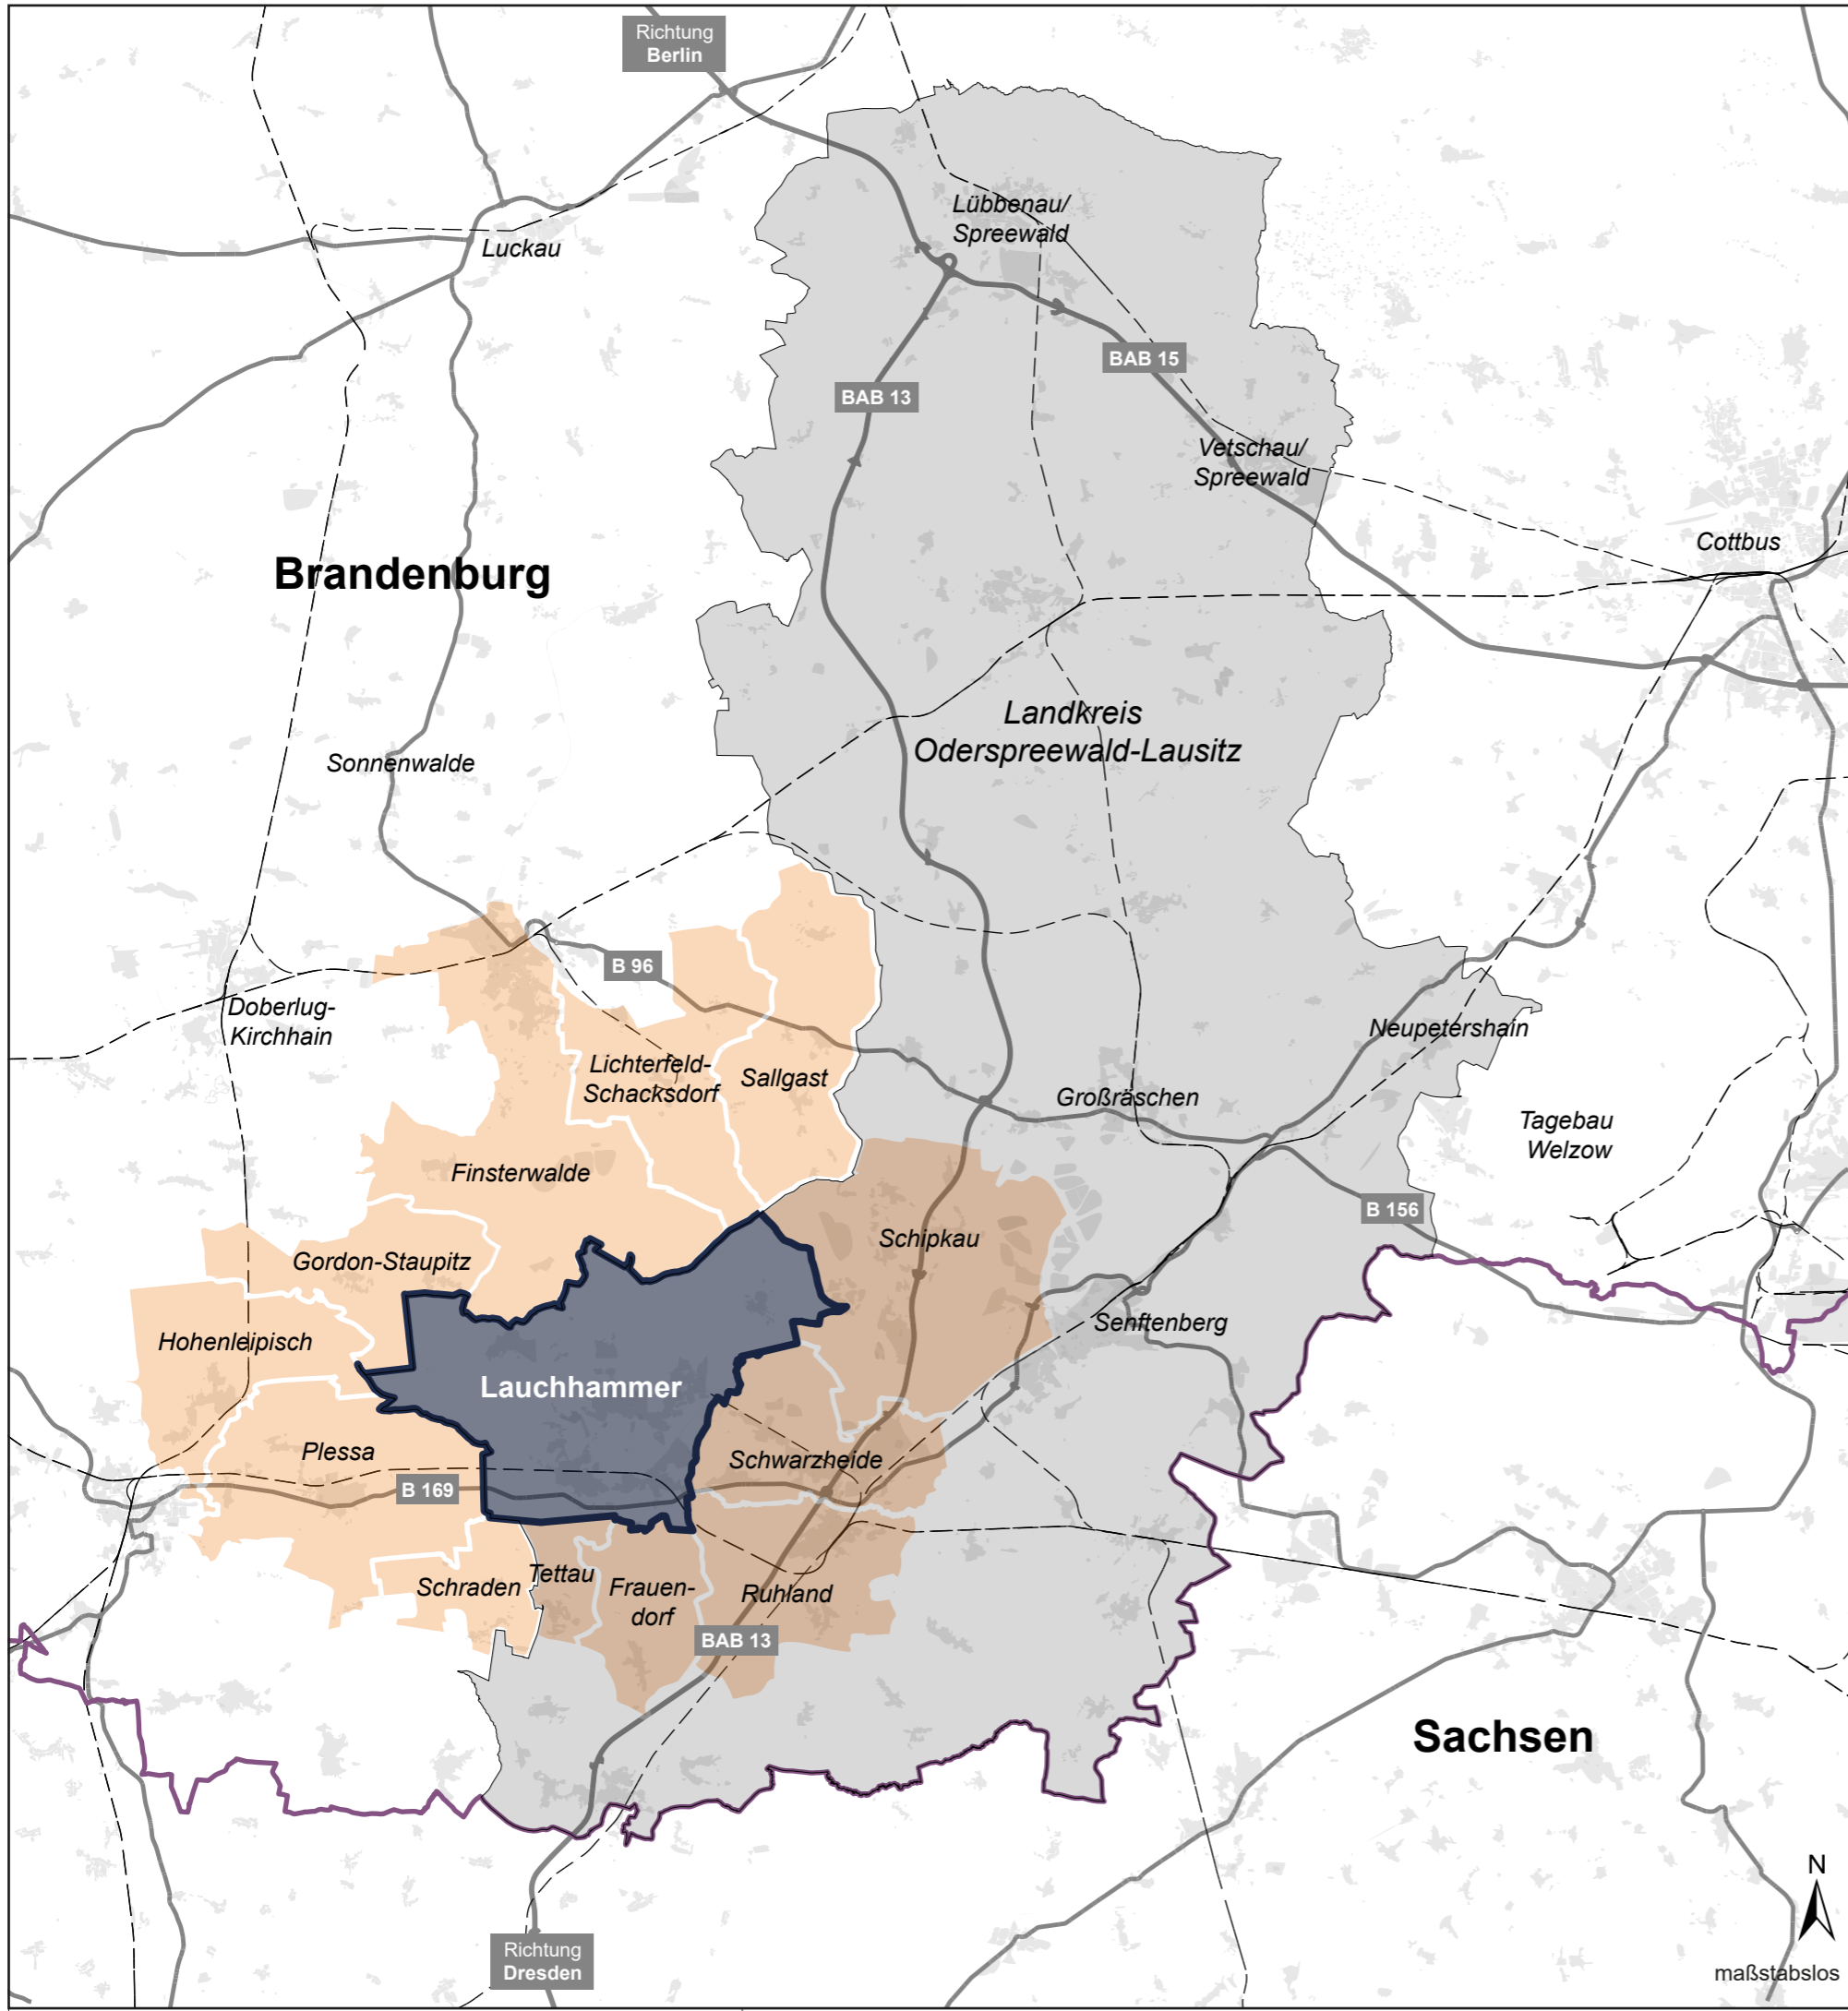 Richtung
Berlin
Lübbenau/
Spreewald
Luckau
BAB 15
BAB 13
Vetschau/
Spreewald
Cottbus
Brandenburg
Landkreis
Oderspreewald-Lausitz
Sonnenwalde
B 96
Doberlug-
Kirchhain
Neupetershain
Lichterfeld-
Schacksdorf
Sallgast
Großräschen
Tagebau
Welzow
Finsterwalde
B 156
Schipkau
Gordon-Staupitz
Senftenberg
Hohenleipisch
Lauchhammer
Plessa
Schwarzheide
B 169
Schraden
Tettau
Frauen-
dorf
Ruhland
BAB 13
Sachsen
N
Richtung
Dresden
maßstabslos